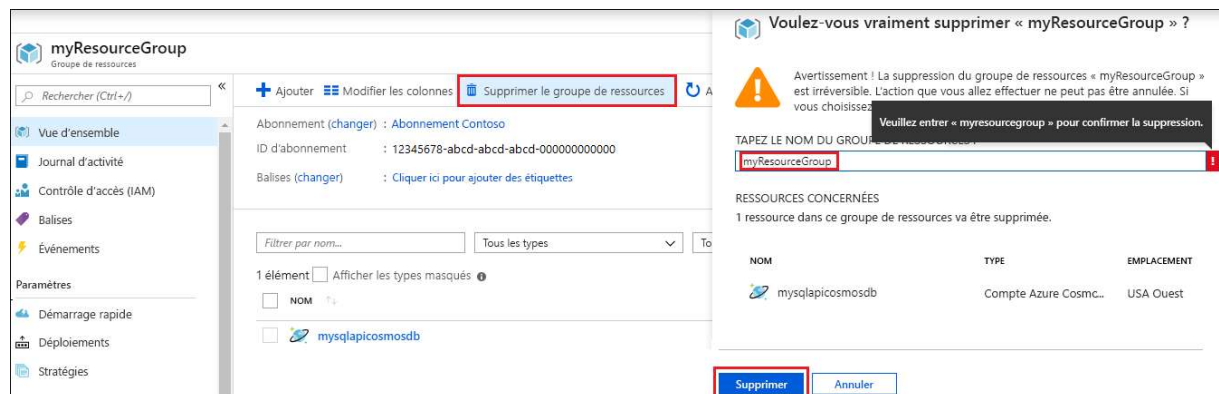 myResourceGroup
Groupe de ressources
Rechercher (Ctrl+/)
«
Vue d'ensemble
Journal d'activité
Contrôle d'accès (IAM)
Balises
Événements
Paramètres
Démarrage rapide
Déploiements
Stratégies
Ajouter Modifier les colonnes Supprimer le groupe de ressources A
Abonnement (changer) : Abonnement Contoso
ID d'abonnement : 12345678-abcd-abcd-abcd-000000000000
Balises (changer) : Cliquer ici pour ajouter des étiquettes
Filtrer par nom... Tous les types To
1 élément Afficher les types masqués
NOM
mysqlapicosmosdb
Voulez-vous vraiment supprimer « myResourceGroup » ?
Avertissement ! La suppression du groupe de ressources « myResourceGroup »
est irréversible. L'action que vous allez effectuer ne peut pas être annulée. Si
vous choisissez
Veuillez entrer « myresourcegroup » pour confirmer la suppression.
TAPEZ LE NOM DU GROUPE DE RESSOURCES :
myResourceGroup
RESSOURCES CONCERNÉES
1 ressource dans ce groupe de ressources va être supprimée.
NOM TYPE EMPLACEMENT
mysqlapicosmosdb Compte Azure Cosmc... USA Ouest
Supprimer Annuler